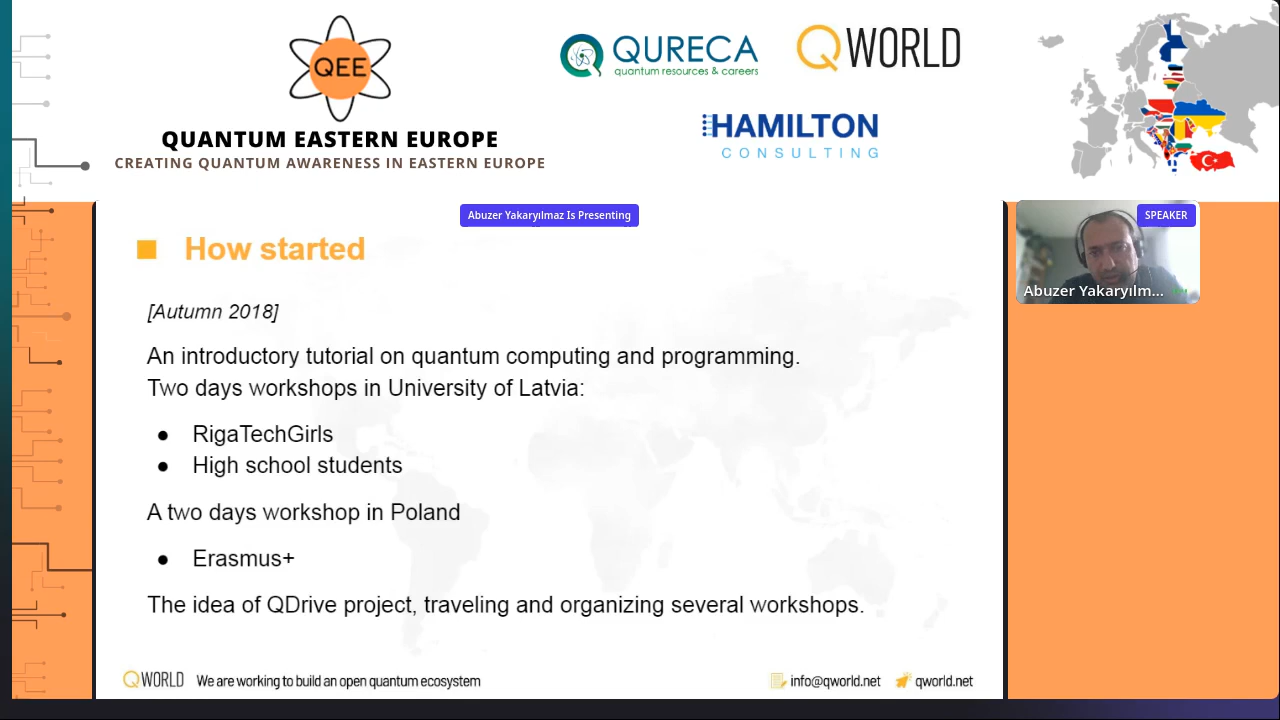 QEE
QUANTUM EASTERN EUROPE
CREATING QUANTUM AWARENESS IN EASTERN EUROPE
QURECA
quantum resources & careers
QWORLD
HAMILTON
CONSULTING
Abuzer Yakaryılmaz Is Presenting
SPEAKER
Abuzer Yakaryılm...
How started
[Autumn 2018]
An introductory tutorial on quantum computing and programming.
Two days workshops in University of Latvia:
● RigaTechGirls
● High school students
A two days workshop in Poland
● Erasmus+
The idea of QDrive project, traveling and organizing several workshops.
QWORLD We are working to build an open quantum ecosystem
info@qworld.net qworld.net